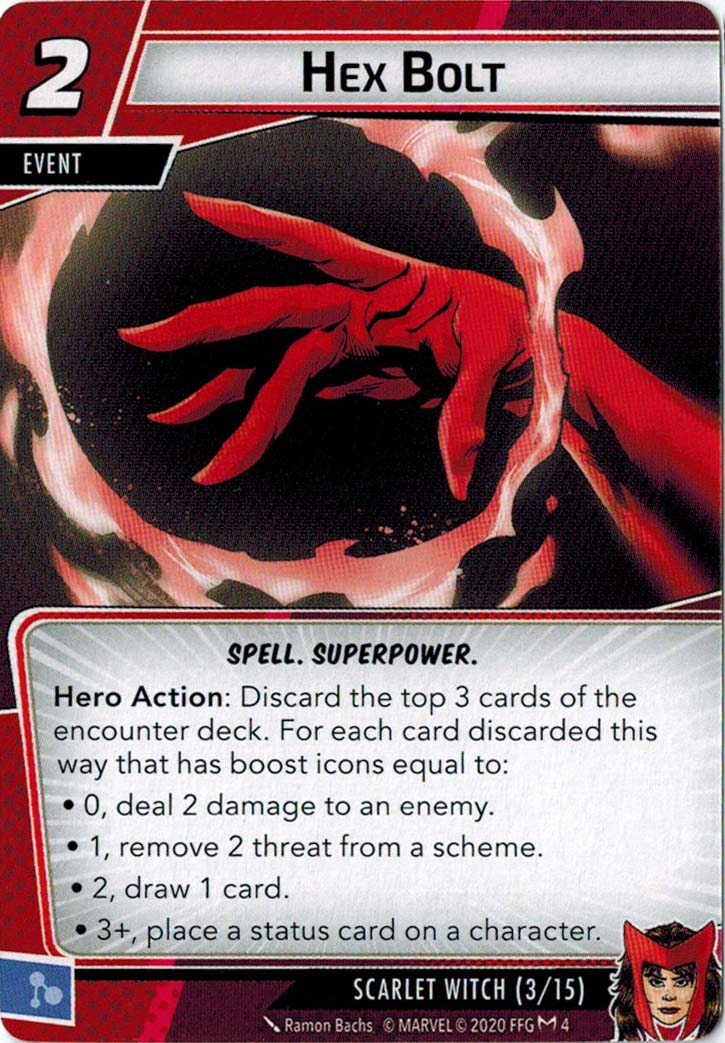 2
HEX BOLT
EVENT
SPELL. SUPERPOWER.
Hero Action: Discard the top 3 cards of the
encounter deck. For each card discarded this
way that has boost icons equal to:
• 0, deal 2 damage to an enemy.
• 1, remove 2 threat from a scheme.
• 2, draw 1 card.
• 3+, place a status card on a character.
SCARLET WITCH (3/15)
Ramon Bachs © MARVEL © 2020 FFG 4